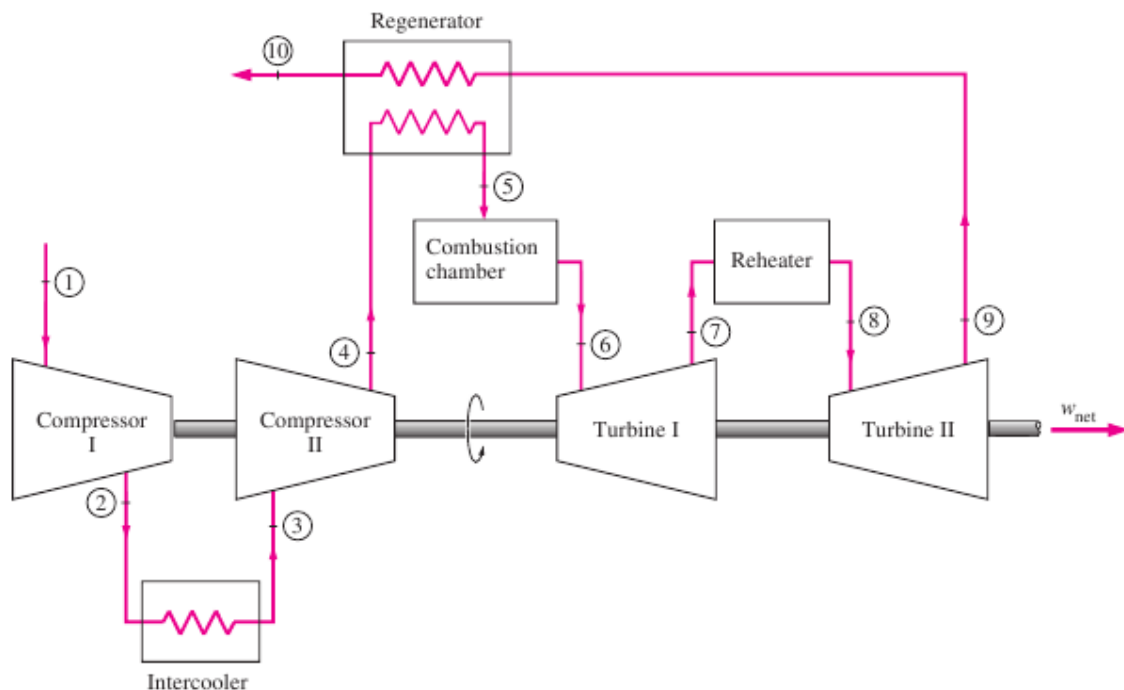 Regenerator
10
5
Combustion
chamber
Reheater
1
4
6
7
8
9
Compressor
I
Compressor
II
Turbine I
Turbine II
wnet
2
3
Intercooler